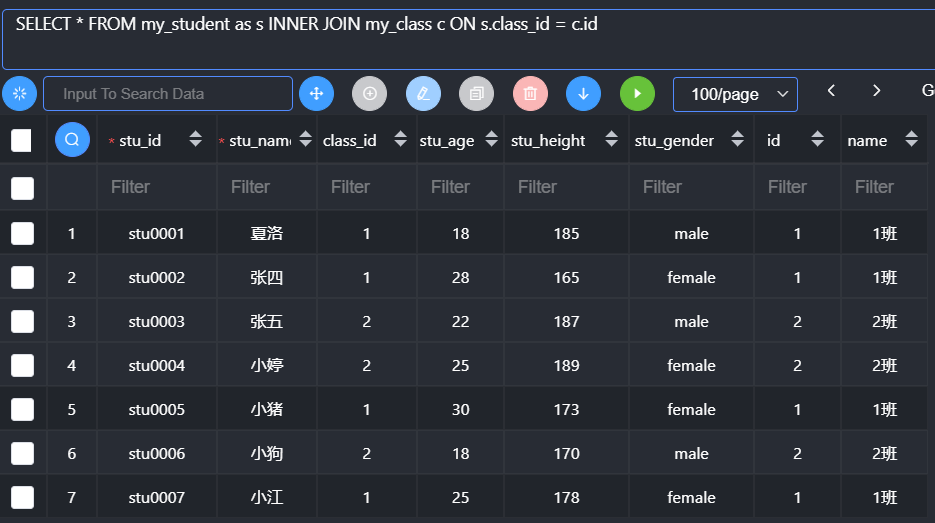 SELECT * FROM my_student as s INNER JOIN my_class c ON s.class_id = c.id
Input To Search Data 100/page G
* stu_id * stu_nam class_id stu_age stu_height stu_gender id name
Filter Filter Filter Filter Filter Filter Filter Filter
1 stu0001 夏洛 1 18 185 male 1 1班
2 stu0002 张四 1 28 165 female 1 1班
3 stu0003 张五 2 22 187 male 2 2班
4 stu0004 小婷 2 25 189 female 2 2班
5 stu0005 小猪 1 30 173 female 1 1班
6 stu0006 小狗 2 18 170 male 2 2班
7 stu0007 小江 1 25 178 female 1 1班